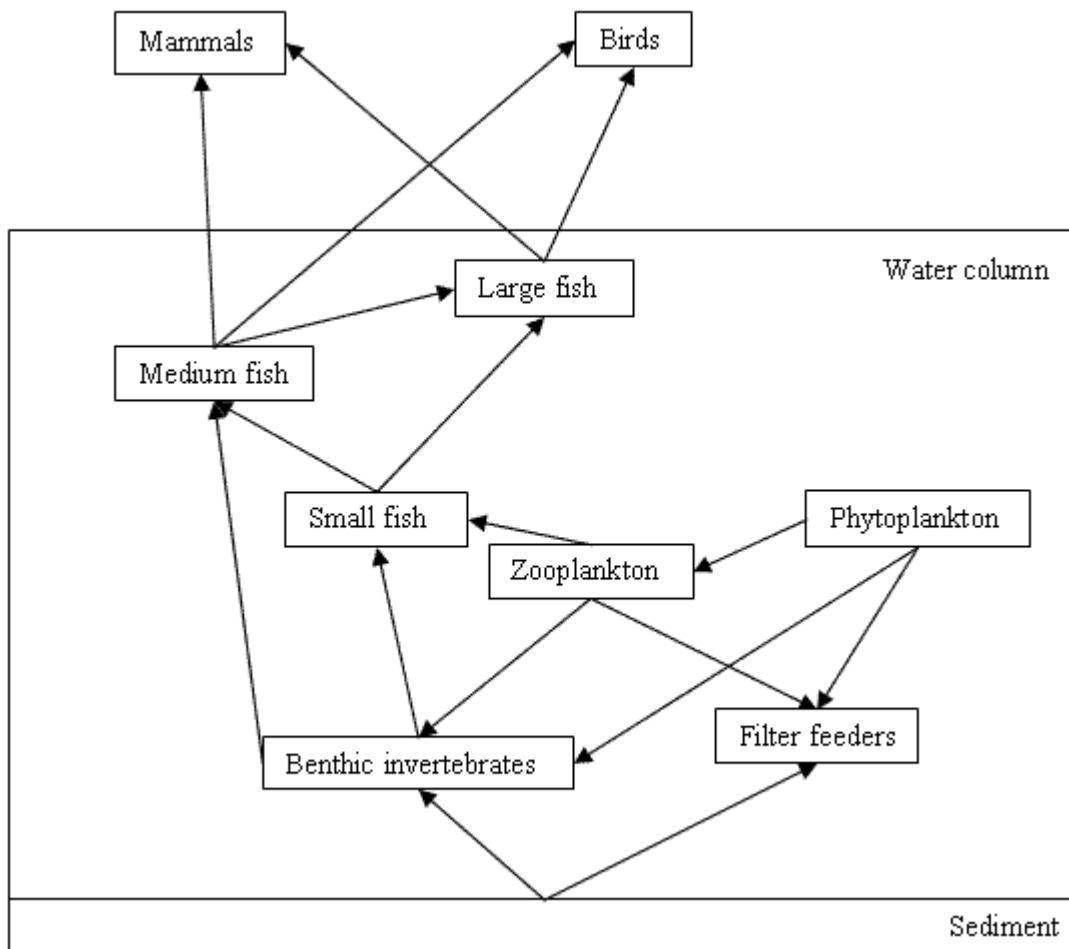 Mammals
Birds
Water column
Large fish
Medium fish
Small fish
Phytoplankton
Zooplankton
Filter feeders
Benthic invertebrates
Sediment